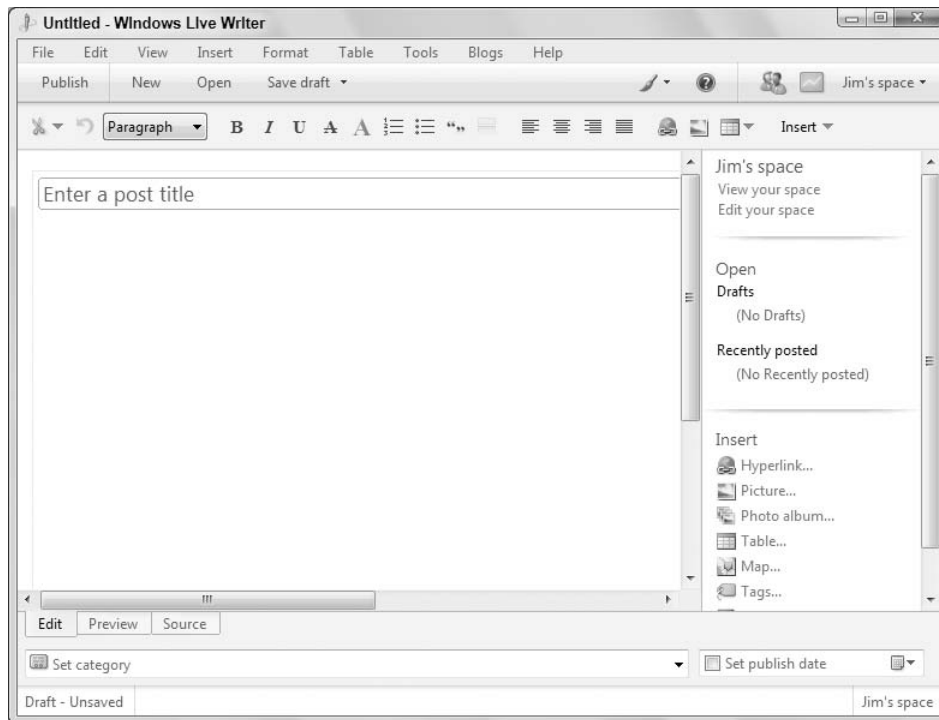 Untitled - Windows Live Writer
File Edit View Insert Format Table Tools Blogs Help
Publish New Open Save draft Jim's space
Paragraph B I U A A Insert
Enter a post title
Jim's space
View your space
Edit your space
Open
Drafts
(No Drafts)
Recently posted
(No Recently posted)
Insert
Hyperlink...
Picture...
Photo album...
Table...
Map...
Tags...
Edit Preview Source
Set category Set publish date
Draft - Unsaved Jim's space